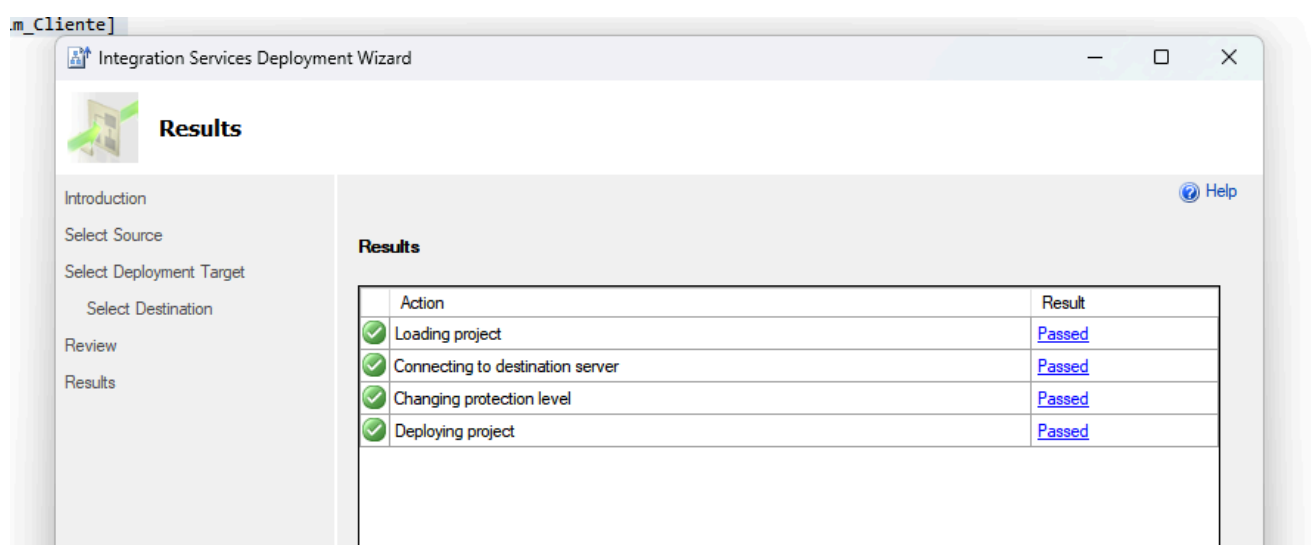 .m_Cliente]
Integration Services Deployment Wizard
Results
Help
Introduction
Select Source
Select Deployment Target
Select Destination
Review
Results
Results
Action Result
Loading project Passed
Connecting to destination server Passed
Changing protection level Passed
Deploying project Passed